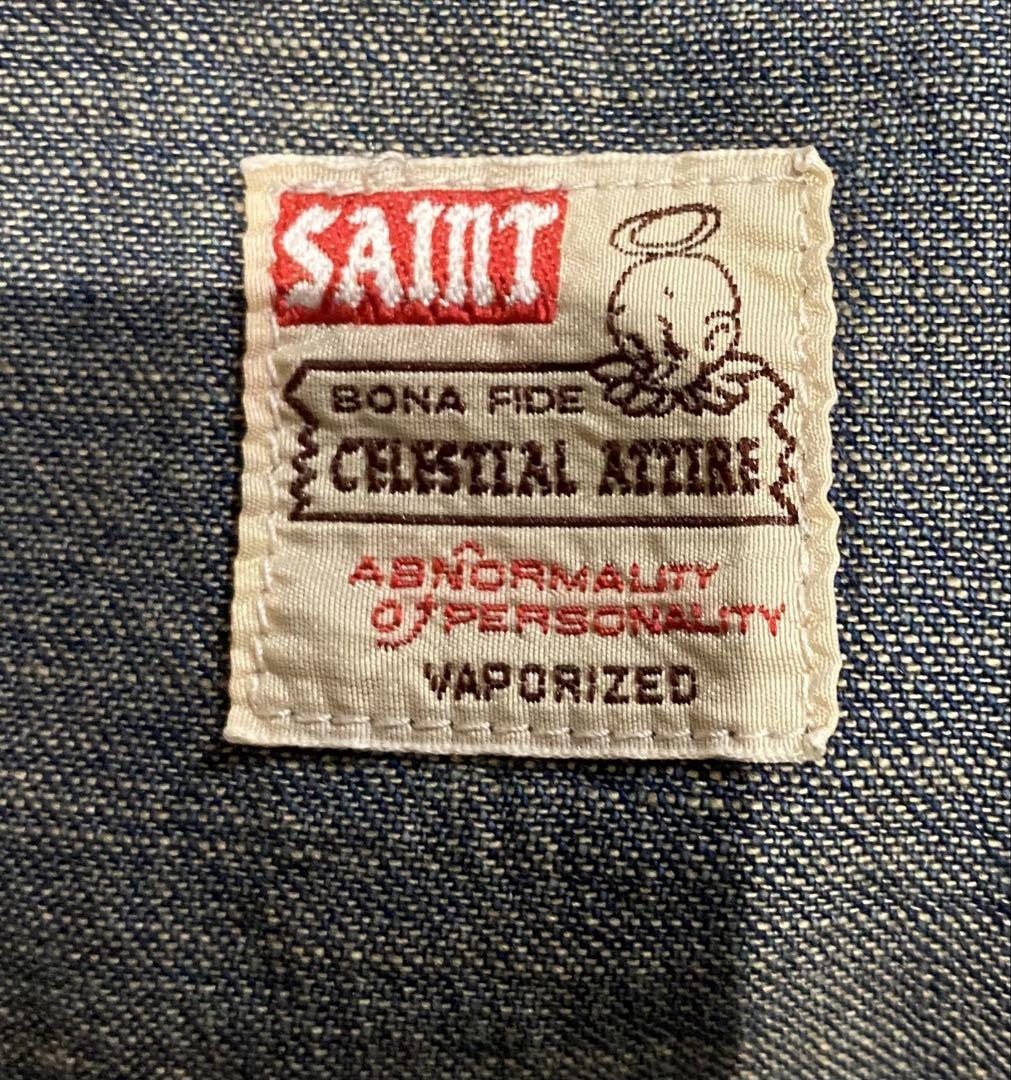 SAINT
BONA FIDE
CELESTIAL ATTIRE
ABNORMALITY
of PERSONALITY
VAPORIZED